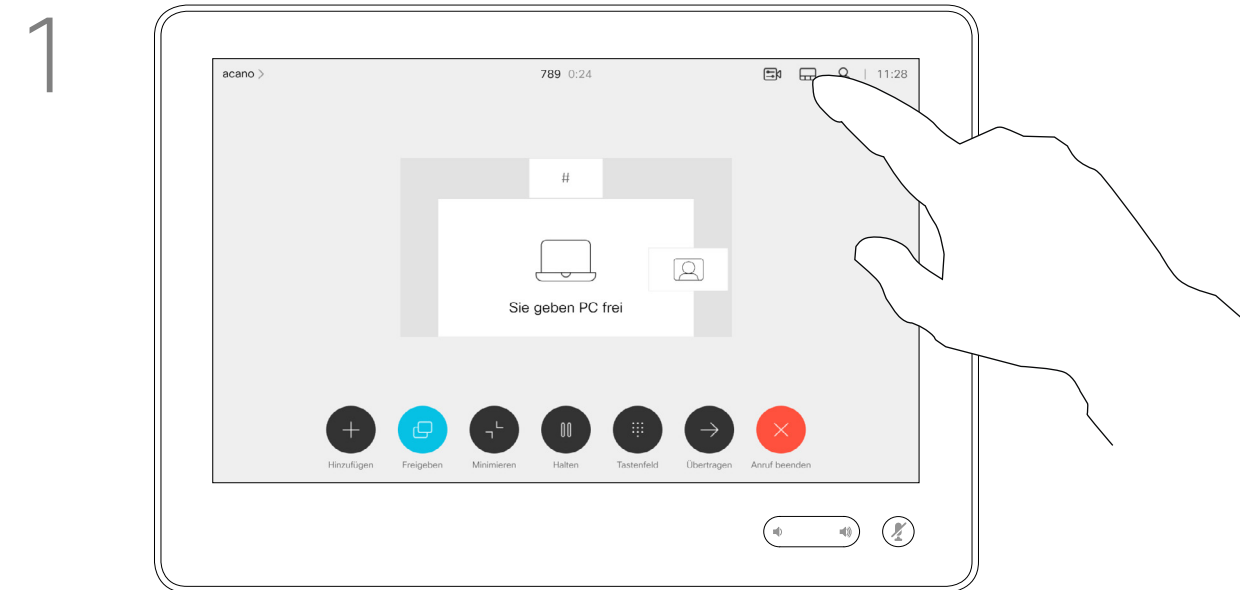 1
acano >
789 0:24
11:28
#
Sie geben PC frei
Hinzufügen Freigeben Minimieren Halten Tastenfeld Übertragen Anruf beenden